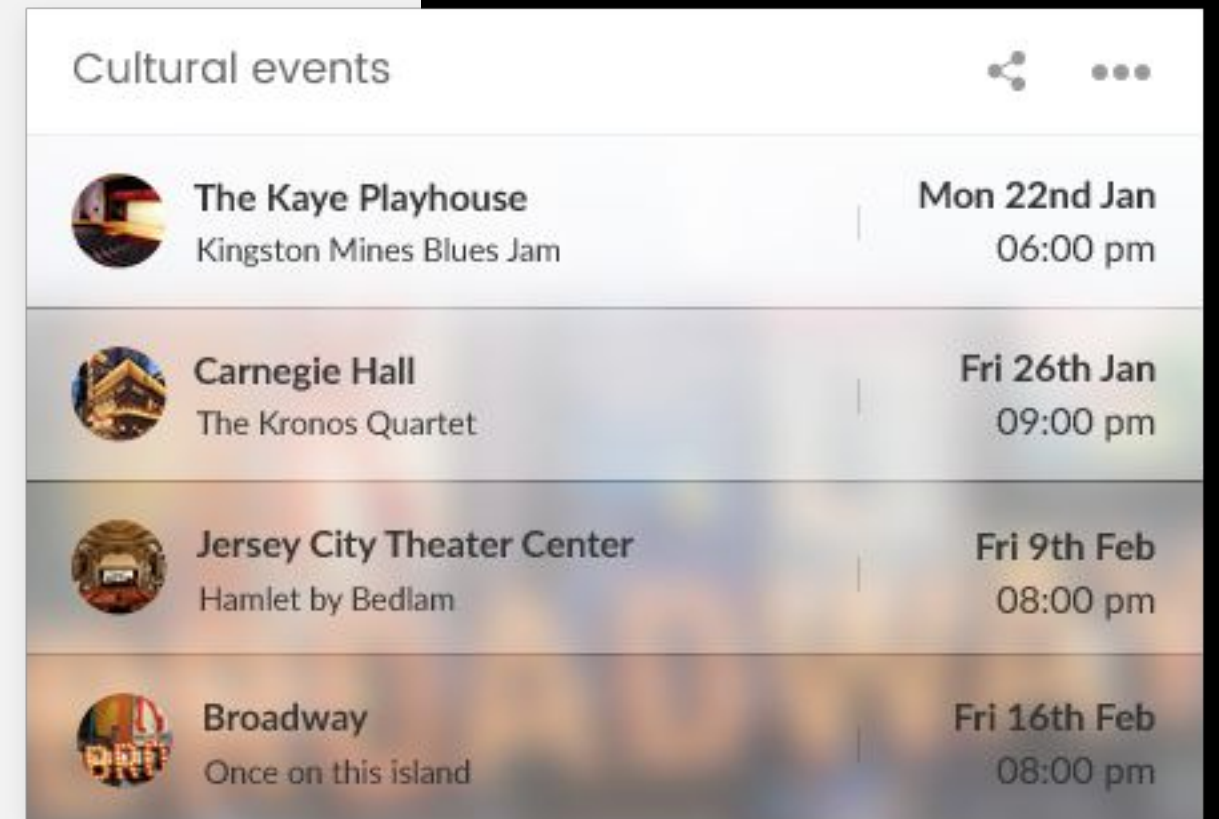 Cultural events
The Kaye Playhouse
Kingston Mines Blues Jam
Mon 22nd Jan
06:00 pm
Carnegie Hall
The Kronos Quartet
Fri 26th Jan
09:00 pm
Jersey City Theater Center
Hamlet by Bedlam
Fri 9th Feb
08:00 pm
Broadway
Once on this island
Fri 16th Feb
08:00 pm